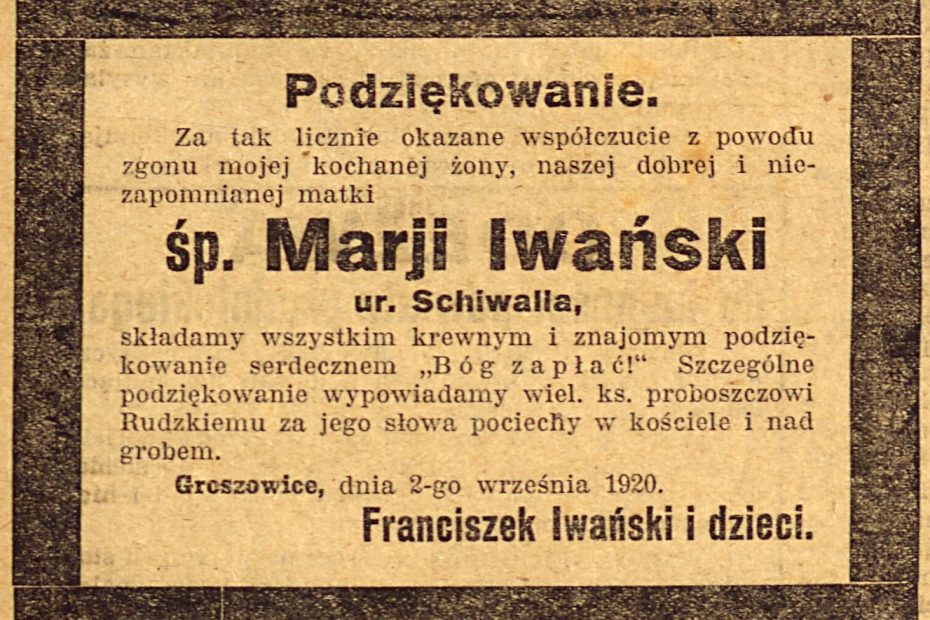 Podziękowanie.
Za tak licznie okazane współczucie z powodu
zgonu mojej kochanej żony, naszej dobrej i nie-
zapomnianej matki
śp. Marji Iwański
ur. Schiwalla,
składamy wszystkim krewnym i znajomym podzię-
kowanie serdecznem „Bóg zapłać!“ Szczególne
podziękowanie wypowiadamy wiel. ks. proboszczowi
Rudzkiemu za jego słowa pociechy w kościele i nad
grobem.
Groszowice, dnia 2-go września 1920.
Franciszek Iwański i dzieci.